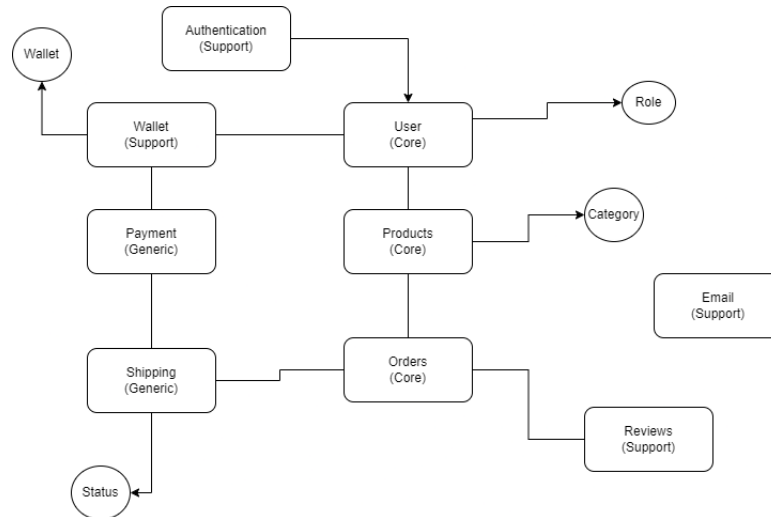 Authentication
(Support)
Wallet
Role
Wallet
(Support)
User
(Core)
Category
Payment
(Generic)
Products
(Core)
Email
(Support)
Shipping
(Generic)
Orders
(Core)
Reviews
(Support)
Status